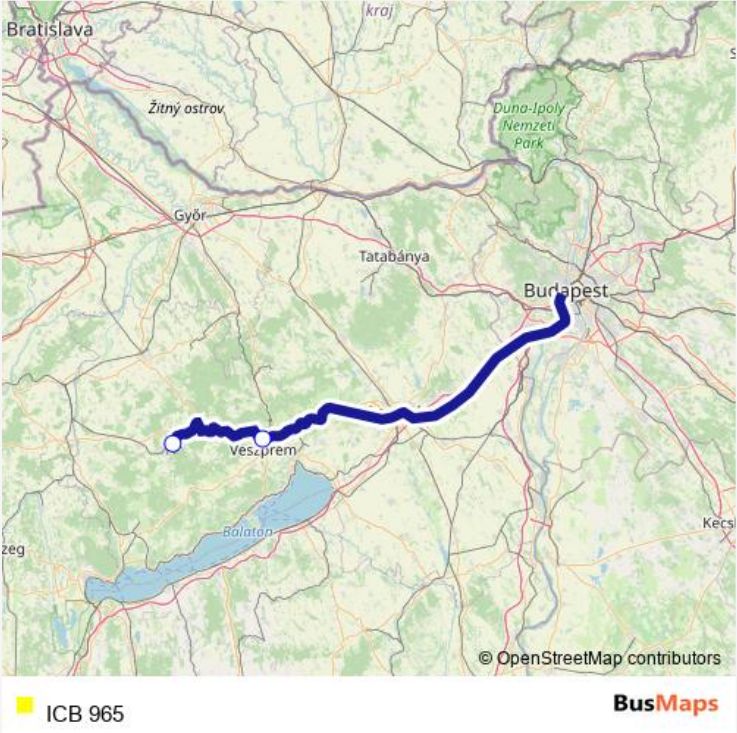 kraj
Bratislava
Žitný ostrov
Duna-Ipoly
Nemzeti
Park
Győr
Tatabánya
Budapest
Veszprém
Balaton
Kecs
zeg
© OpenStreetMap contributors
ICB 965
BusMaps